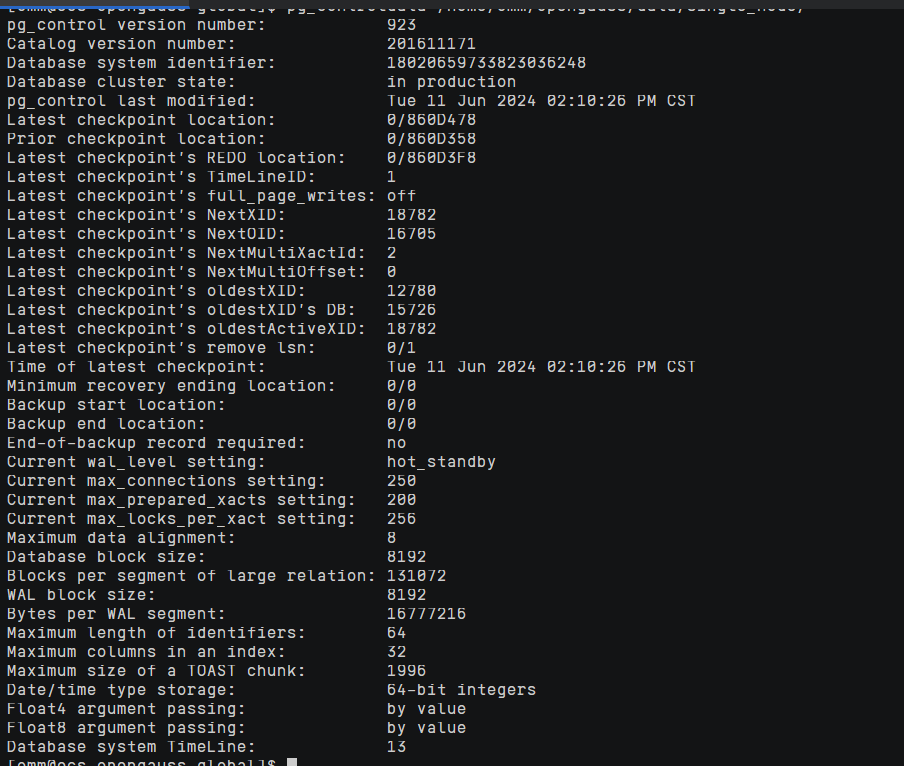 pg_control version number: 923
Catalog version number: 201611171
Database system identifier: 18020659733823036248
Database cluster state: in production
pg_control last modified: Tue 11 Jun 2024 02:10:26 PM CST
Latest checkpoint location: 0/860D478
Prior checkpoint location: 0/860D358
Latest checkpoint's REDO location: 0/860D3F8
Latest checkpoint's TimeLineID: 1
Latest checkpoint's full_page_writes: off
Latest checkpoint's NextXID: 18782
Latest checkpoint's NextOID: 16705
Latest checkpoint's NextMultiXactId: 2
Latest checkpoint's NextMultiOffset: 0
Latest checkpoint's oldestXID: 12780
Latest checkpoint's oldestXID's DB: 15726
Latest checkpoint's oldestActiveXID: 18782
Latest checkpoint's remove lsn: 0/1
Time of latest checkpoint: Tue 11 Jun 2024 02:10:26 PM CST
Minimum recovery ending location: 0/0
Backup start location: 0/0
Backup end location: 0/0
End-of-backup record required: no
Current wal_level setting: hot_standby
Current max_connections setting: 250
Current max_prepared_xacts setting: 200
Current max_locks_per_xact setting: 256
Maximum data alignment: 8
Database block size: 8192
Blocks per segment of large relation: 131072
WAL block size: 8192
Bytes per WAL segment: 16777216
Maximum length of identifiers: 64
Maximum columns in an index: 32
Maximum size of a TOAST chunk: 1996
Date/time type storage: 64-bit integers
Float4 argument passing: by value
Float8 argument passing: by value
Database system TimeLine: 13
[omm@ecs-opengauss global]$